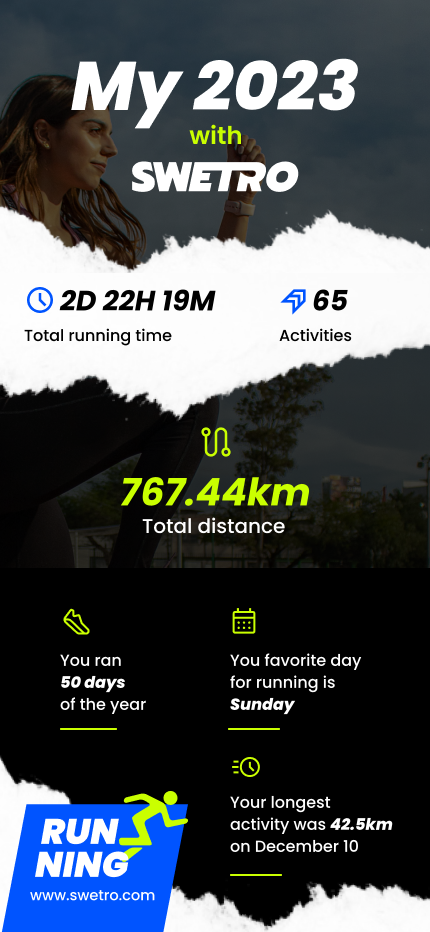 My 2023
with
SWETRO
2D 22H 19M
Total running time
65
Activities
767.44km
Total distance
You ran
50 days
of the year
You favorite day
for running is
Sunday
Your longest
activity was 42.5km
on December 10
RUN
NING
www.swetro.com